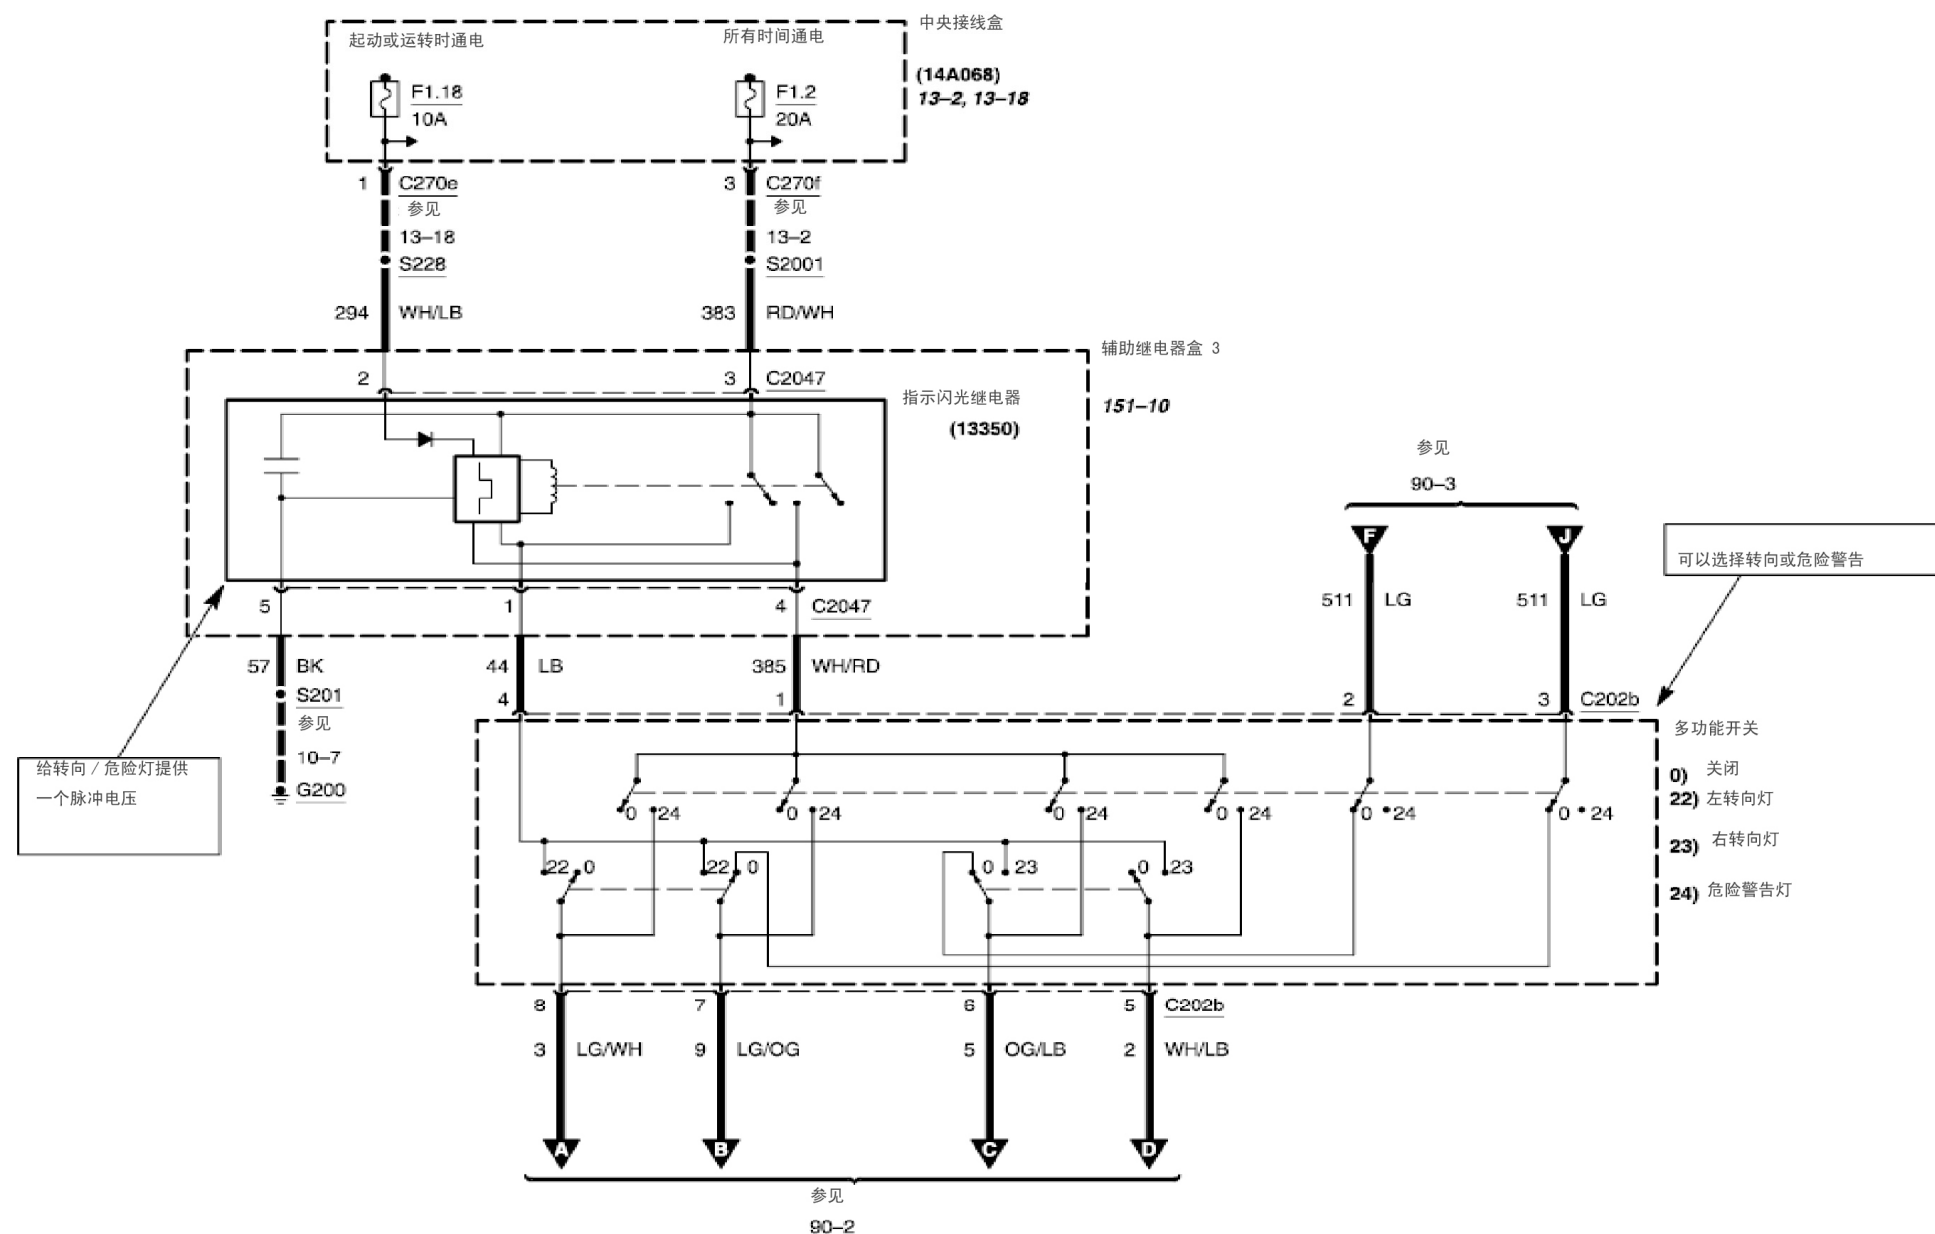 中央接线盒
起动或运转时通电
所有时间通电
(14A068)
13–2, 13–18
F1.18
10A
F1.2
20A
1 C270e
参见
13–18
S228
3 C270f
参见
13–2
S2001
294 WH/LB
383 RD/WH
辅助继电器盒 3
151–10
2
3 C2047
指示闪光继电器
(13350)
5
1
4 C2047
参见
90–3
F
J
511 LG
511 LG
可以选择转向或危险警告
57 BK
S201
参见
10–7
G200
44 LB
385 WH/RD
4
1
2
3 C202b
给转向 / 危险灯提供
一个脉冲电压
多功能开关
0) 关闭
22) 左转向灯
23) 右转向灯
24) 危险警告灯
0 24
0 24
0 24
0 24
0 24
0 24
22 0
22 0
0 23
0 23
8
7
6
5 C202b
3 LG/WH
9 LG/OG
5 OG/LB
2 WH/LB
A
B
C
D
参见
90–2